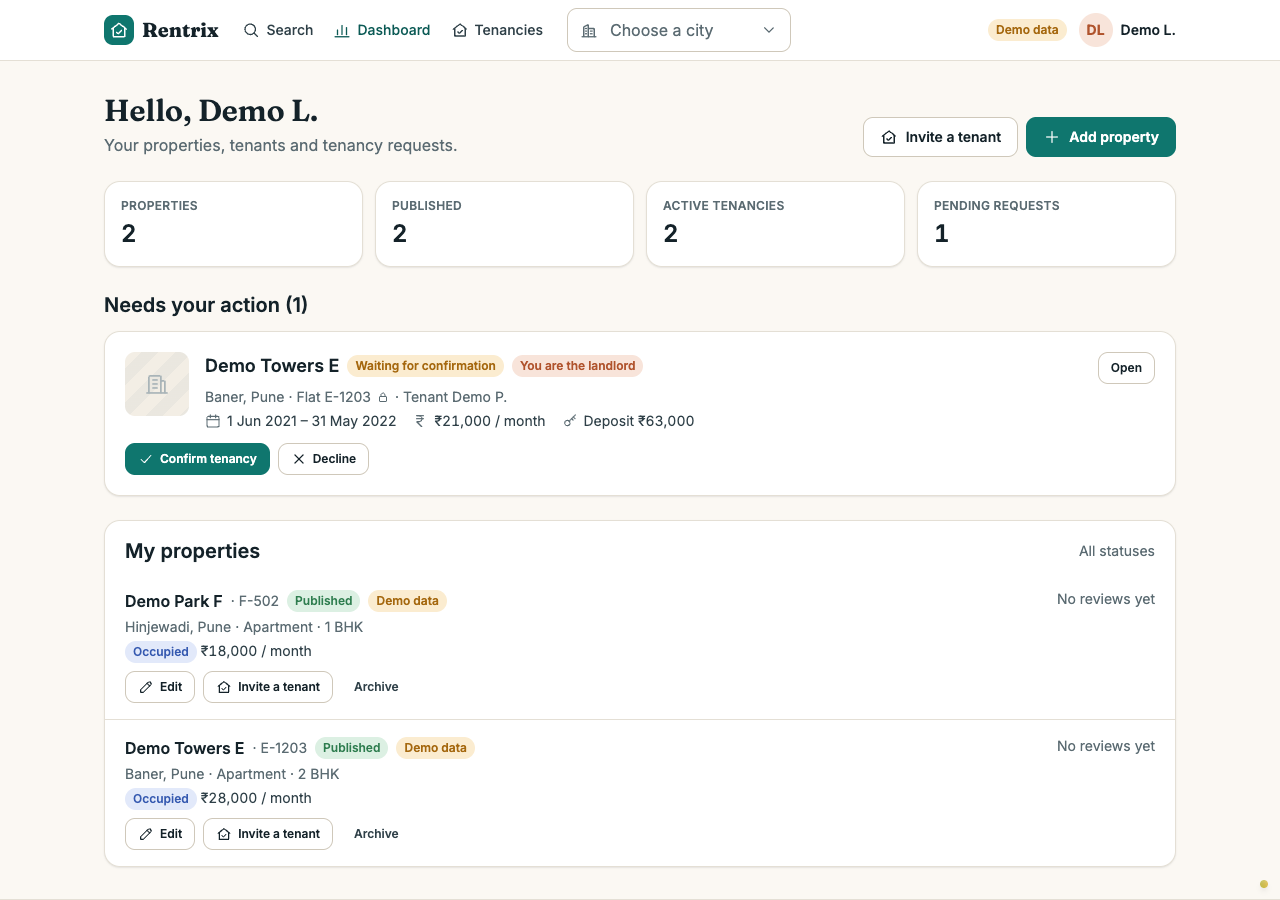 Rentrix Search Dashboard Tenancies Choose a city Demo data DL Demo L.
Hello, Demo L.
Your properties, tenants and tenancy requests.
Invite a tenant Add property
PROPERTIES PUBLISHED ACTIVE TENANCIES PENDING REQUESTS
2 2 2 1
Needs your action (1)
Demo Towers E Waiting for confirmation You are the landlord Open
Baner, Pune · Flat E-1203 · Tenant Demo P.
1 Jun 2021 – 31 May 2022 ₹ ₹21,000 / month Deposit ₹63,000
Confirm tenancy Decline
My properties All statuses
Demo Park F · F-502 Published Demo data No reviews yet
Hinjewadi, Pune · Apartment · 1 BHK
Occupied ₹18,000 / month
Edit Invite a tenant Archive
Demo Towers E · E-1203 Published Demo data No reviews yet
Baner, Pune · Apartment · 2 BHK
Occupied ₹28,000 / month
Edit Invite a tenant Archive